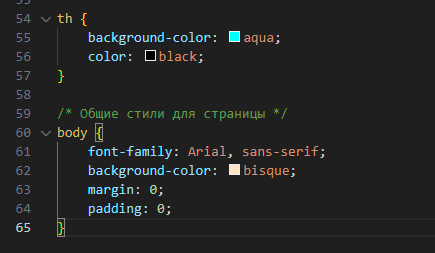 54 th {
55 background-color: aqua;
56 color: black;
57 }
58
59 /* Общие стили для страницы */
60 body {
61 font-family: Arial, sans-serif;
62 background-color: bisque;
63 margin: 0;
64 padding: 0;
65 }